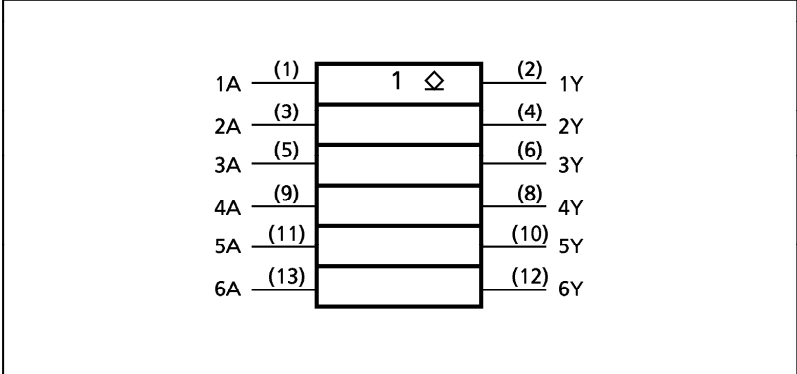 (1) 1 ⎐ (2)
1A 1Y
(3) (4)
2A 2Y
(5) (6)
3A 3Y
(9) (8)
4A 4Y
(11) (10)
5A 5Y
(13) (12)
6A 6Y